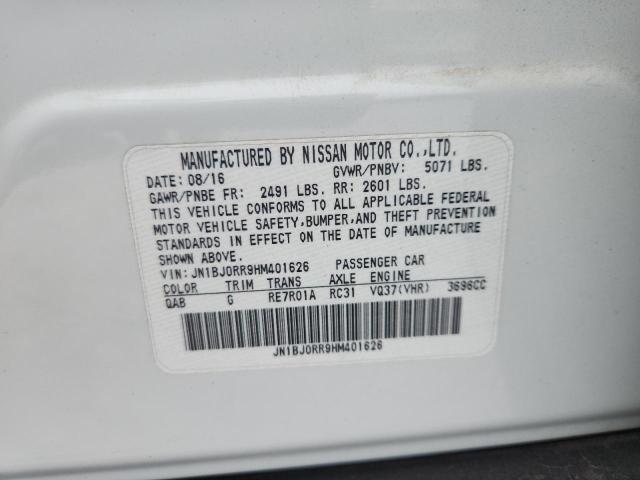 MANUFACTURED BY NISSAN MOTOR CO.,LTD.
DATE: 08/16 GVWR/PNBV: 5071 LBS.
GAWR/PNBE FR: 2491 LBS. RR: 2601 LBS.
THIS VEHICLE CONFORMS TO ALL APPLICABLE FEDERAL
MOTOR VEHICLE SAFETY,BUMPER,AND THEFT PREVENTION
STANDARDS IN EFFECT ON THE DATE OF MANUFACTURE
SHOWN ABOVE.
VIN: JN1BJ0RR9HM401626 PASSENGER CAR
COLOR TRIM TRANS AXLE ENGINE
QAB G RE7R01A RC31 VQ37(VHR) 3696CC
JN1BJ0RR9HM401626